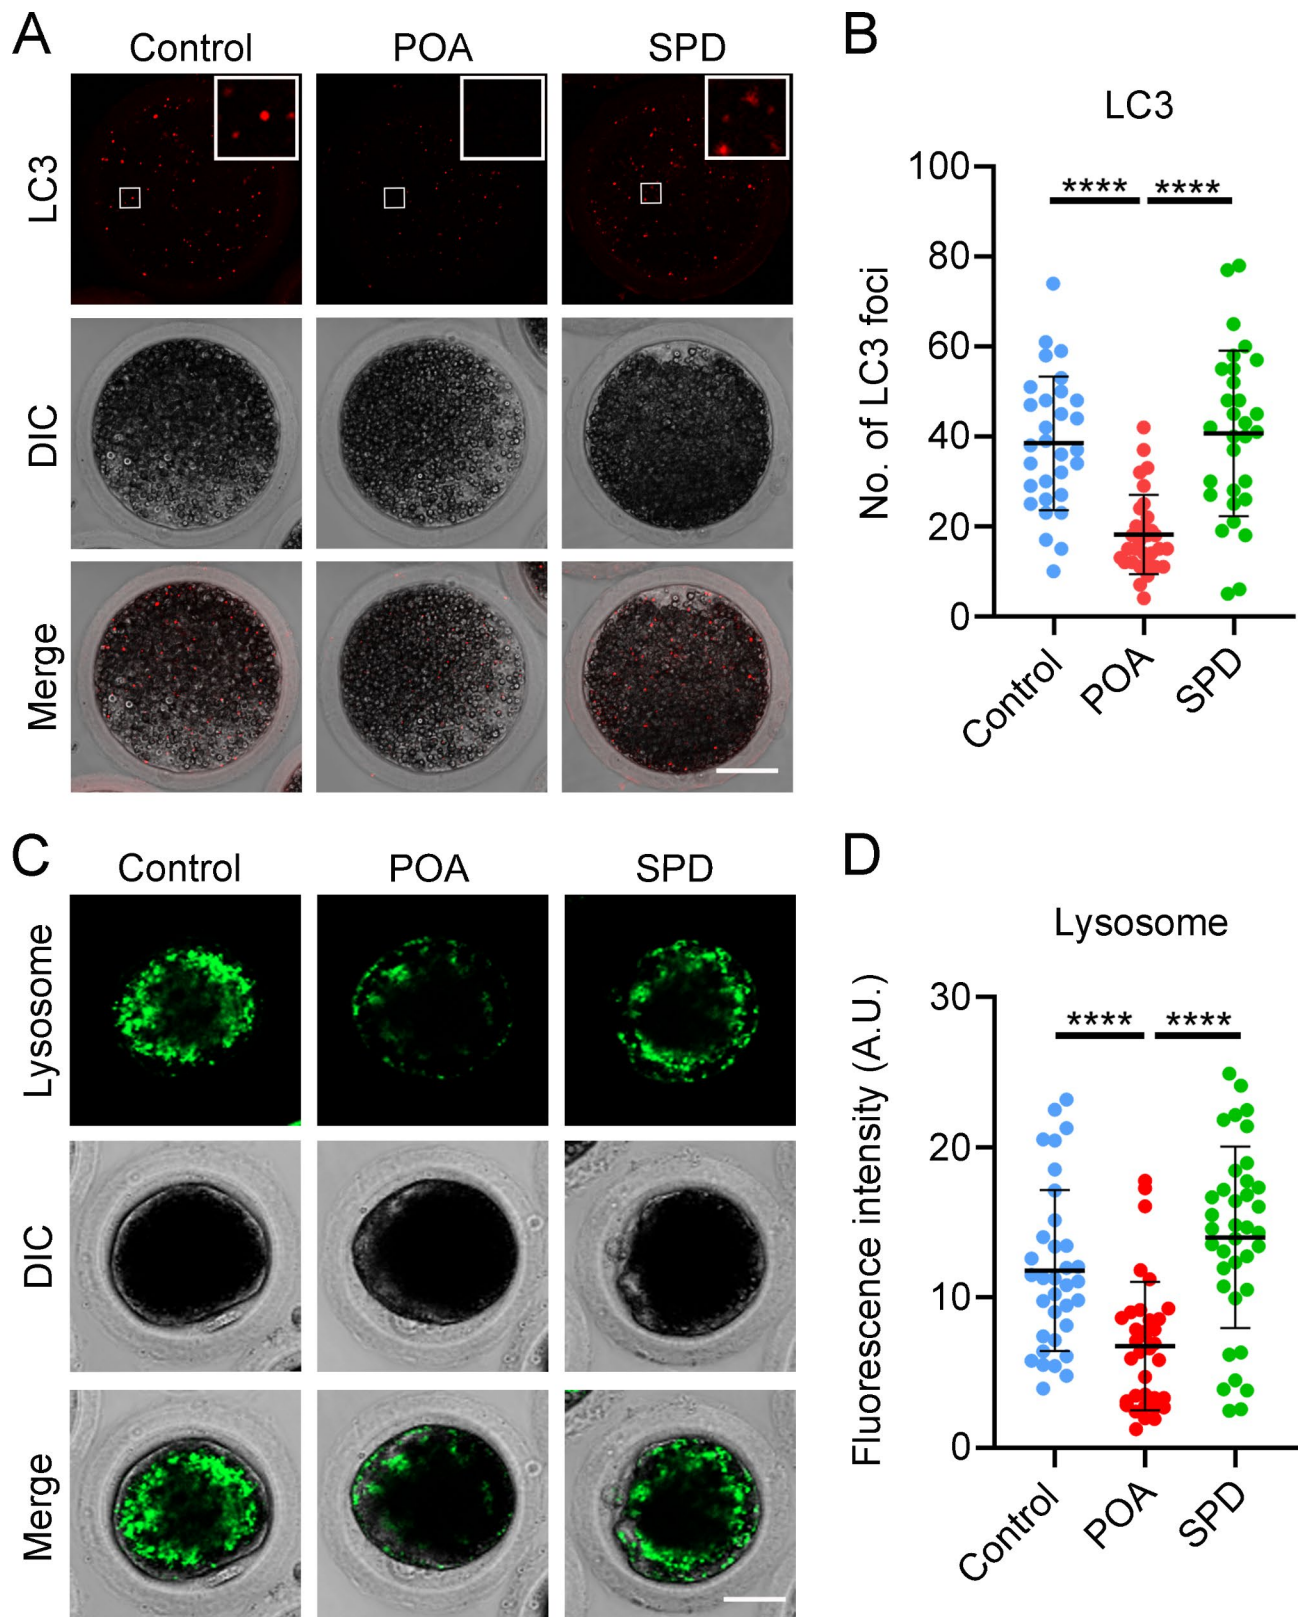 A
Control POA SPD
LC3
DIC
Merge
B
LC3
No. of LC3 foci
100
80
60
40
20
0
**** ****
Control POA SPD
C
Control POA SPD
Lysosome
DIC
Merge
D
Lysosome
Fluorescence intensity (A.U.)
30
20
10
0
**** ****
Control POA SPD